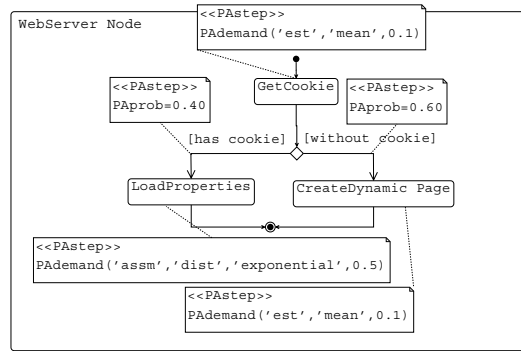 WebServer Node
<<PAstep>>
PAdemand('est','mean',0.1)
GetCookie
<<PAstep>>
PAprob=0.40
<<PAstep>>
PAprob=0.60
[has cookie]
[without cookie]
LoadProperties
CreateDynamic Page
<<PAstep>>
PAdemand('assm','dist','exponential',0.5)
<<PAstep>>
PAdemand('est','mean',0.1)